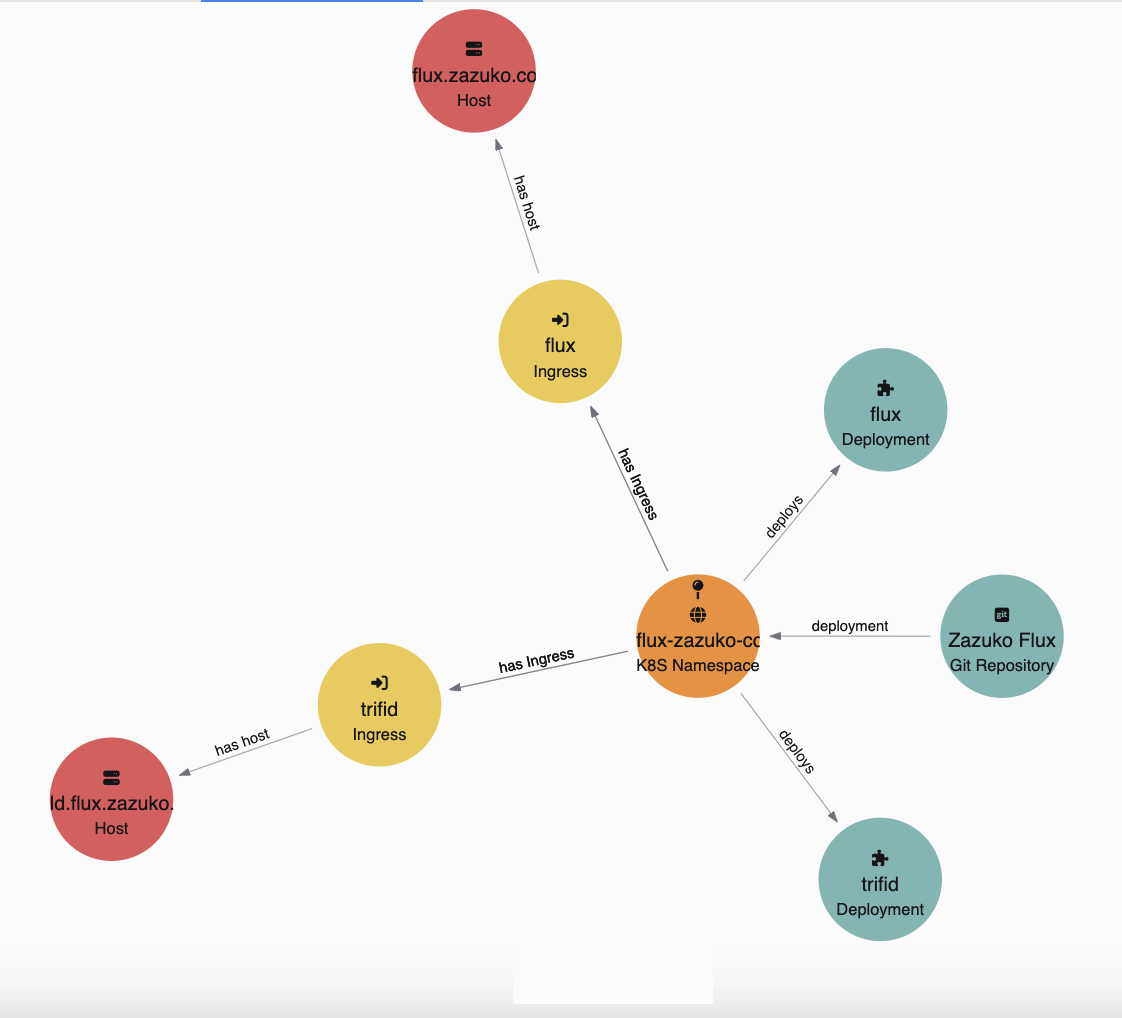 flux.zazuko.co
Host
has host
flux
Ingress
has Ingress
flux
Deployment
deploys
git
Zazuko Flux
Git Repository
deployment
flux-zazuko-co
K8S Namespace
has Ingress
trifid
Ingress
has host
ld.flux.zazuko.
Host
deploys
trifid
Deployment